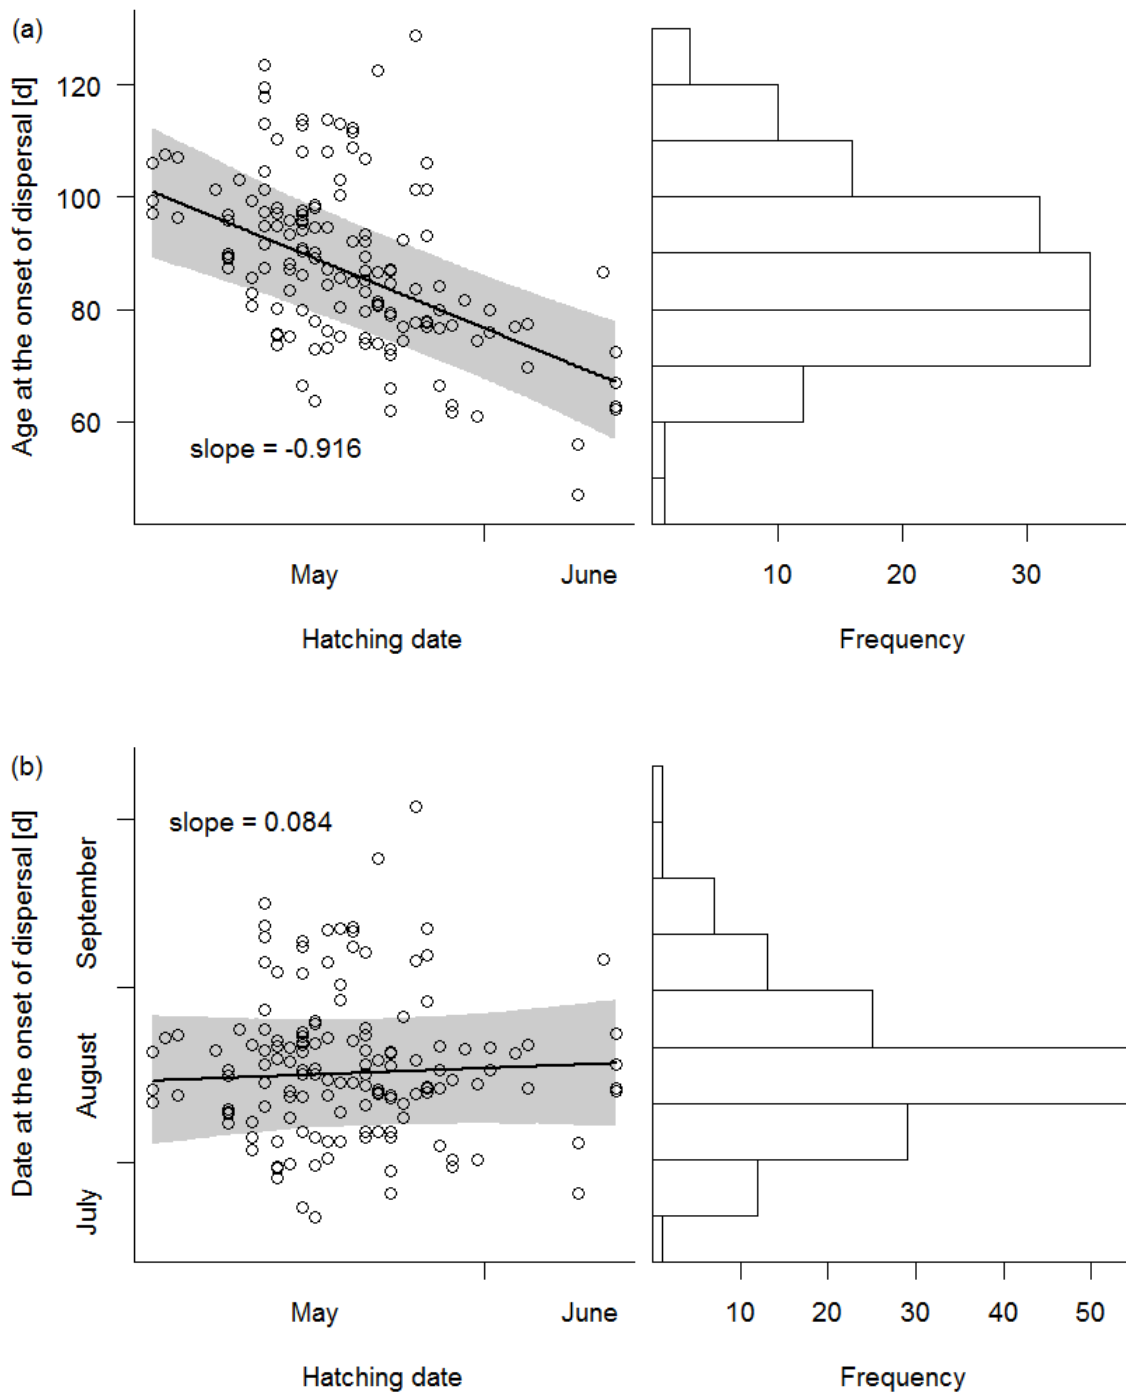 (a)
Age at the onset of dispersal [d]
120
100
80
60
slope = -0.916
May
June
Hatching date
10
20
30
Frequency
(b)
Date at the onset of dispersal [d]
September
August
July
slope = 0.084
May
June
Hatching date
10
20
30
40
50
Frequency